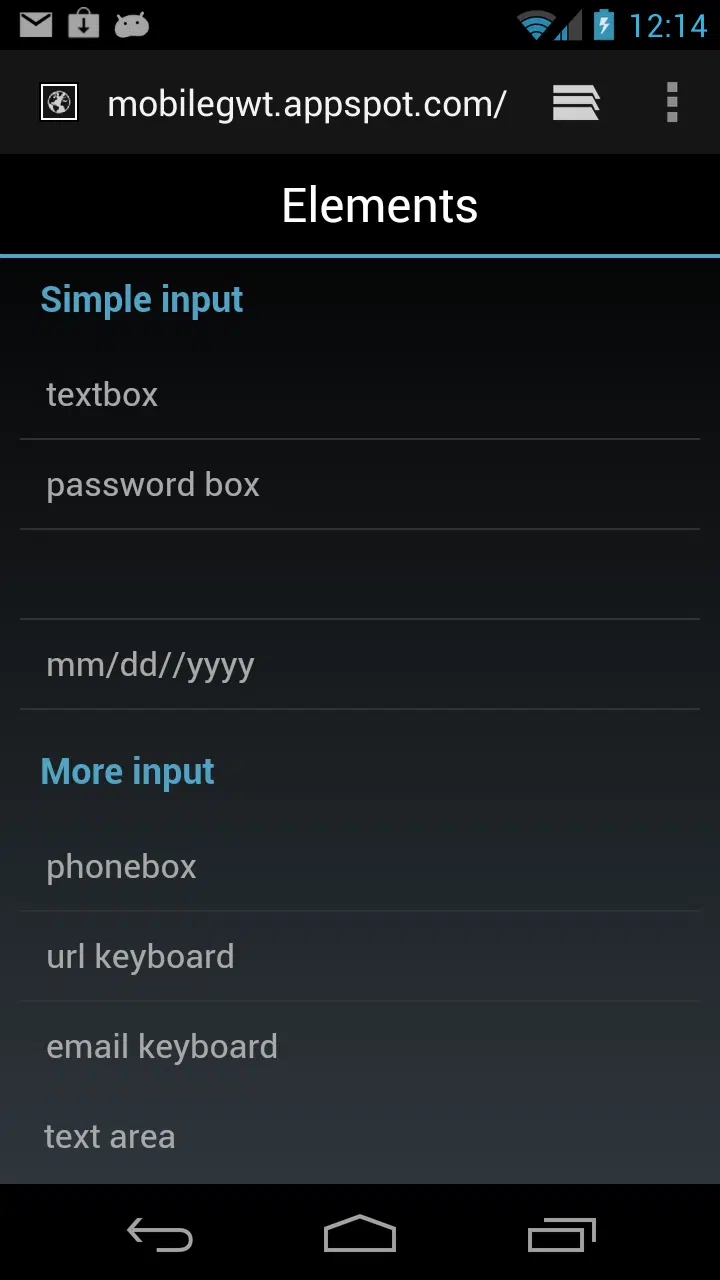 12:14
mobilegwt.appspot.com/
Elements
Simple input
textbox
password box
mm/dd//yyyy
More input
phonebox
url keyboard
email keyboard
text area